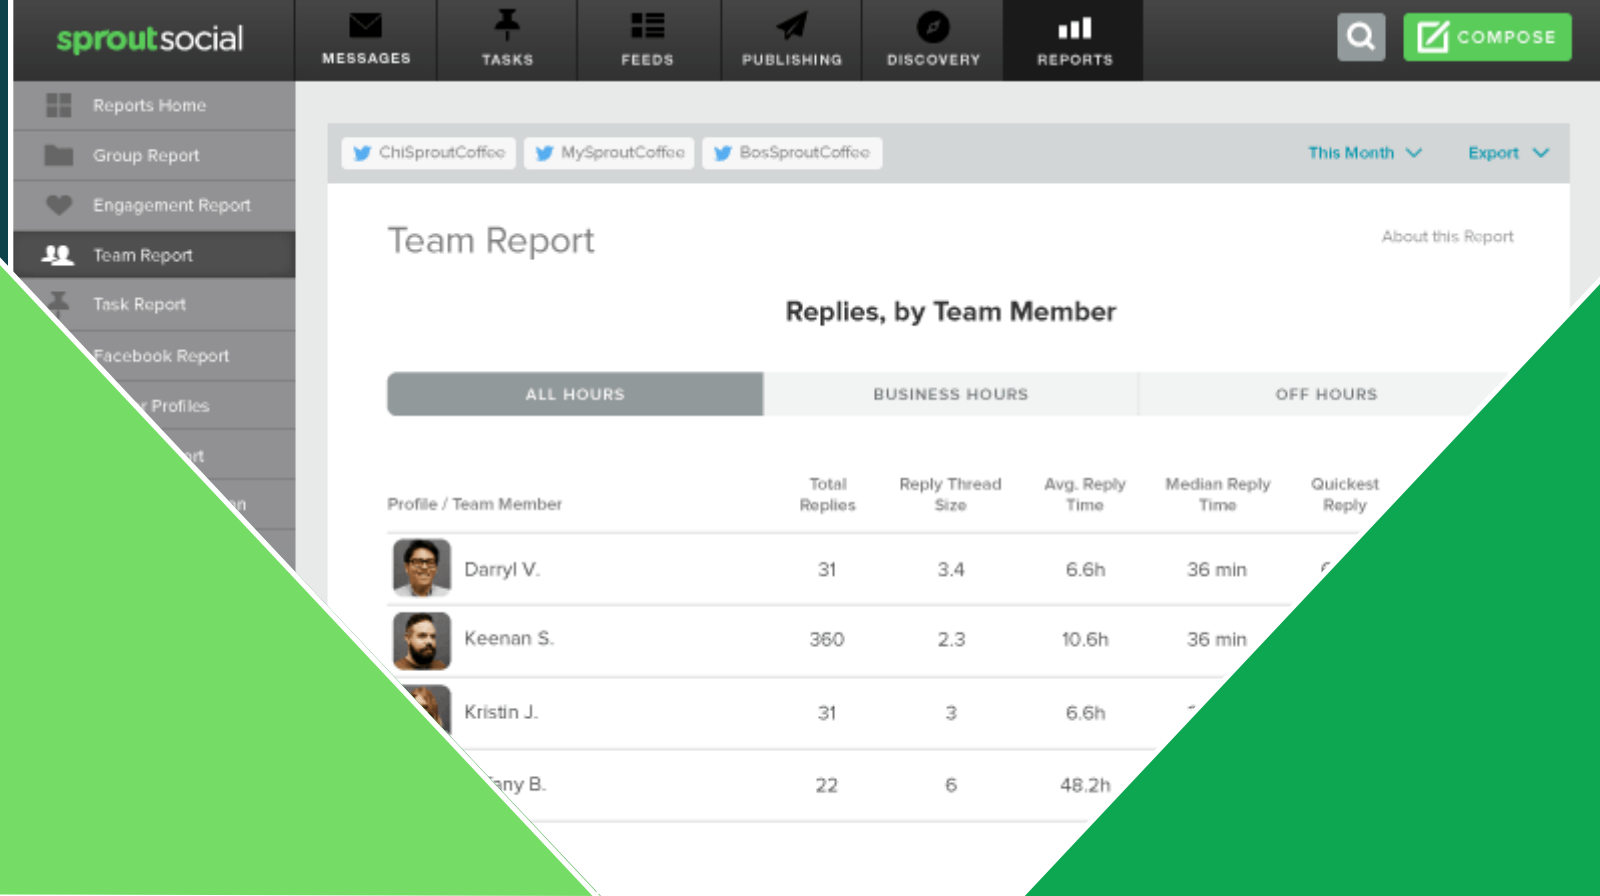 sproutsocial
MESSAGES
TASKS
FEEDS
PUBLISHING
DISCOVERY
REPORTS
COMPOSE
Reports Home
Group Report
Engagement Report
Team Report
Task Report
Facebook Report
Profiles
ChiSproutCoffee
MySproutCoffee
BosSproutCoffee
This Month
Export
Team Report
About this Report
Replies, by Team Member
ALL HOURS
BUSINESS HOURS
OFF HOURS
Profile / Team Member
Total
Replies
Reply Thread
Size
Avg. Reply
Time
Median Reply
Time
Quickest
Reply
Darryl V. 31 3.4 6.6h 36 min
Keenan S. 360 2.3 10.6h 36 min
Kristin J. 31 3 6.6h
B. 22 6 48.2h